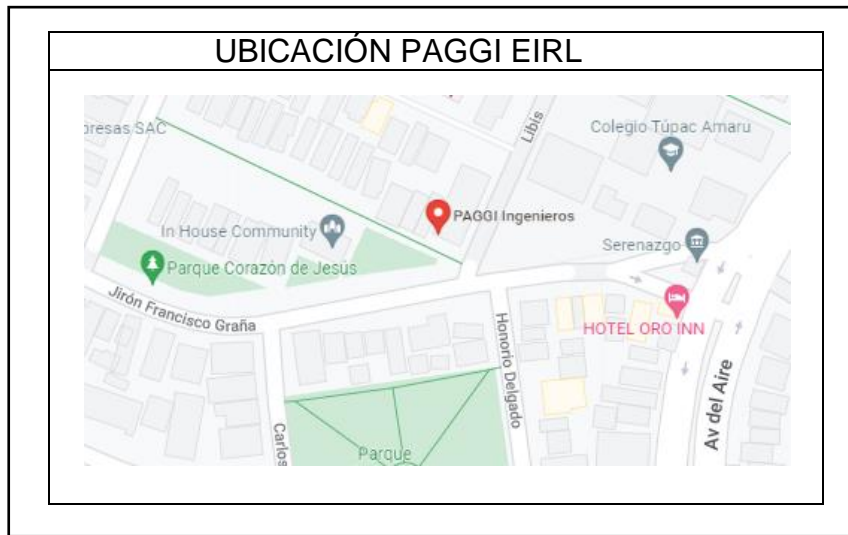 UBICACIÓN PAGGI EIRL
presas SAC
Libis
Colegio Túpac Amaru
PAGGI Ingenieros
In House Community
Serenazgo
Parque Corazón de Jesús
Jirón Francisco Graña
HOTEL ORO INN
Honorio Delgado
Av del Aire
Carlos
Parque